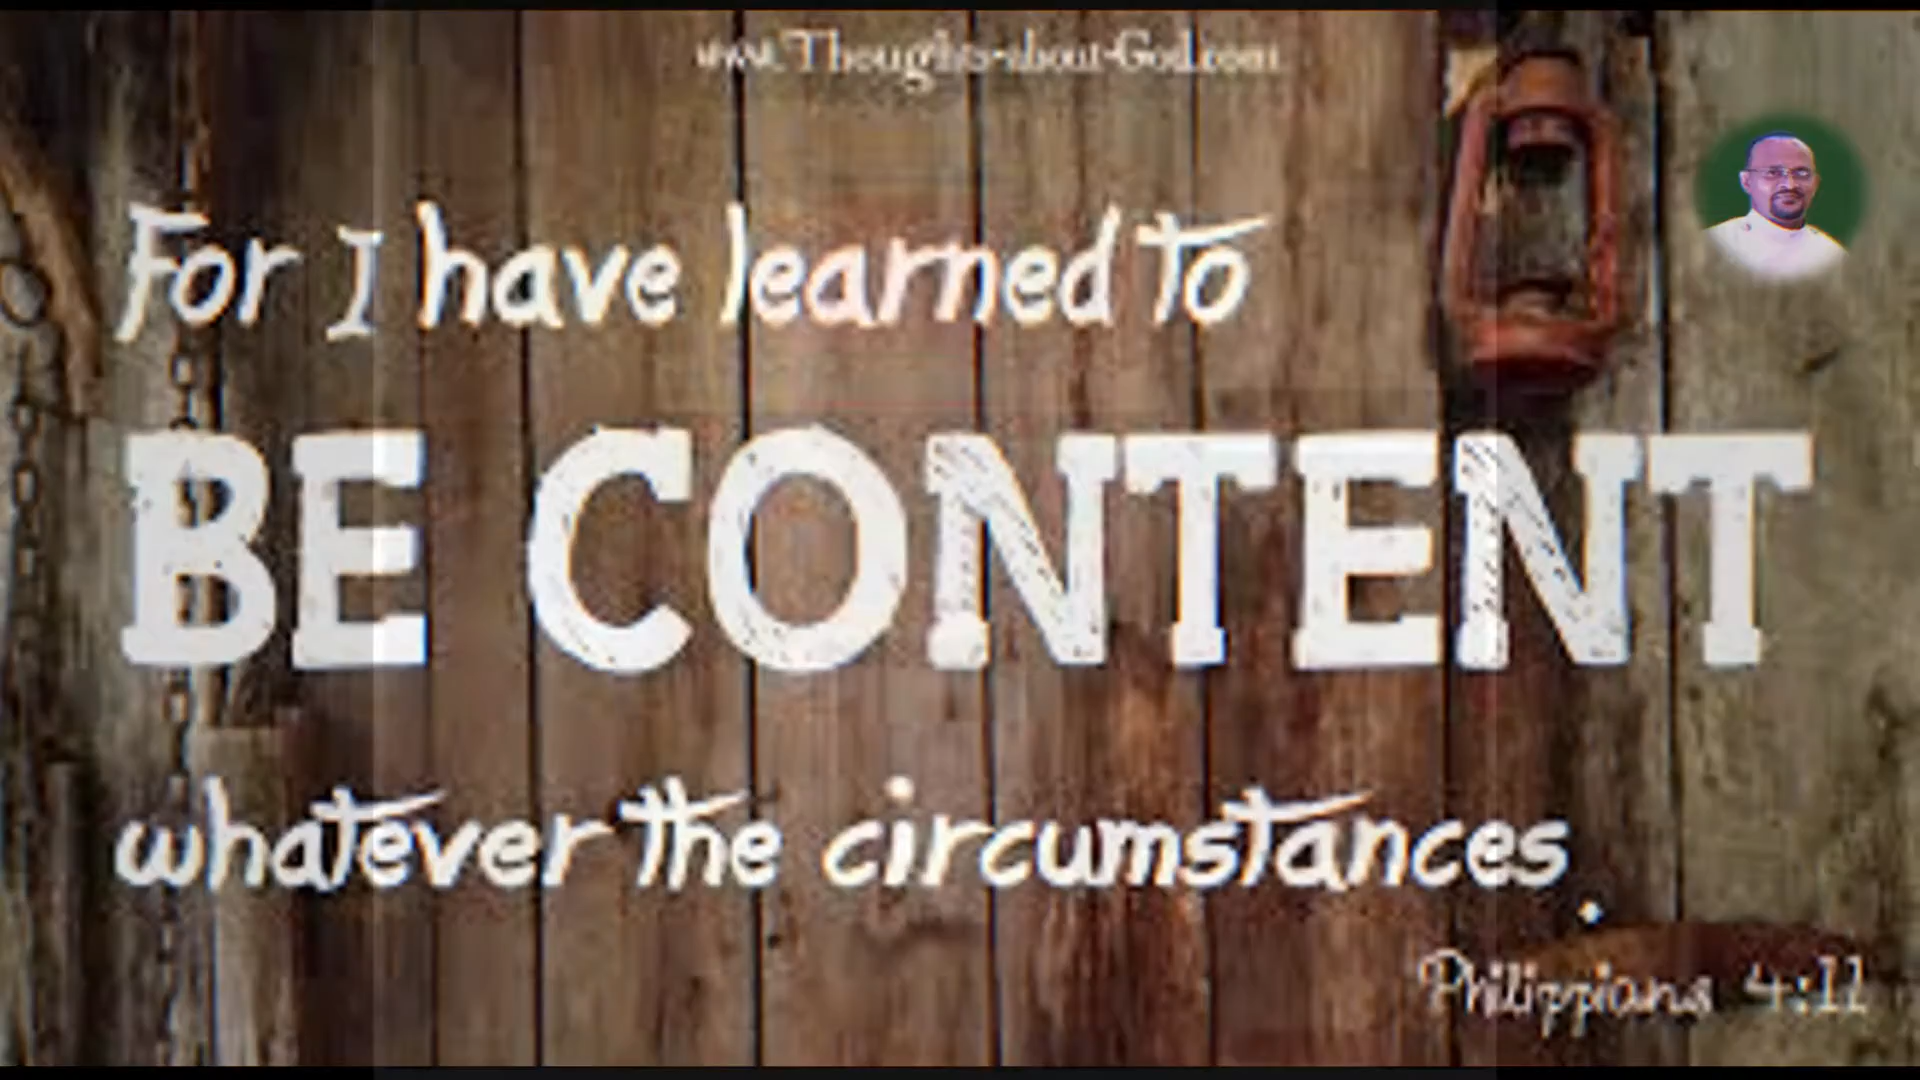 www.Thoughts-about-God.com
For I have learned to
BE CONTENT
whatever the circumstances.
Philippians 4:11